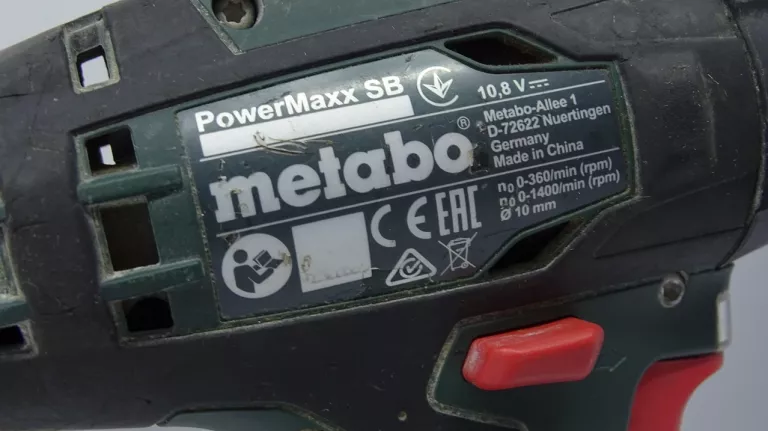 PowerMaxx SB
10,8 V
metabo®
Metabo-Allee 1
D-72622 Nuertingen
Germany
Made in China
n0 0-360/min (rpm)
n0 0-1400/min (rpm)
Ø 10 mm
CE EAC